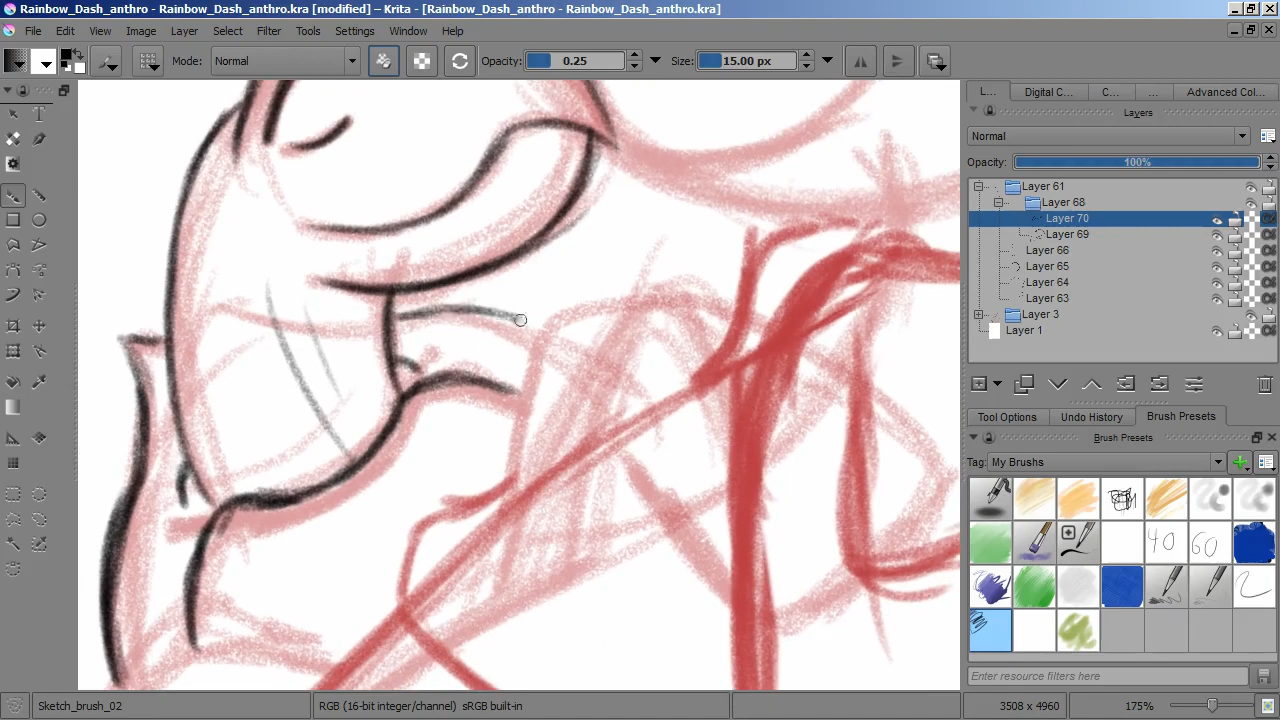 Rainbow_Dash_anthro - Rainbow_Dash_anthro.kra [modified] – Krita - [Rainbow_Dash_anthro - Rainbow_Dash_anthro.kra]
File Edit View Image Layer Select Filter Tools Settings Window Help
Mode: Normal Opacity: 0.25 Size: 15.00 px
L... Digital C... C... ... Advanced Col...
Layers
Normal
Opacity: 100%
Layer 61
Layer 68
Layer 70
Layer 69
Layer 66
Layer 65
Layer 64
Layer 63
Layer 3
Layer 1
Tool Options Undo History Brush Presets
Brush Presets
Tag: My Brushes
40 60
Enter resource filters here
Sketch_brush_02 RGB (16-bit integer/channel) sRGB built-in 3508 x 4960 175%